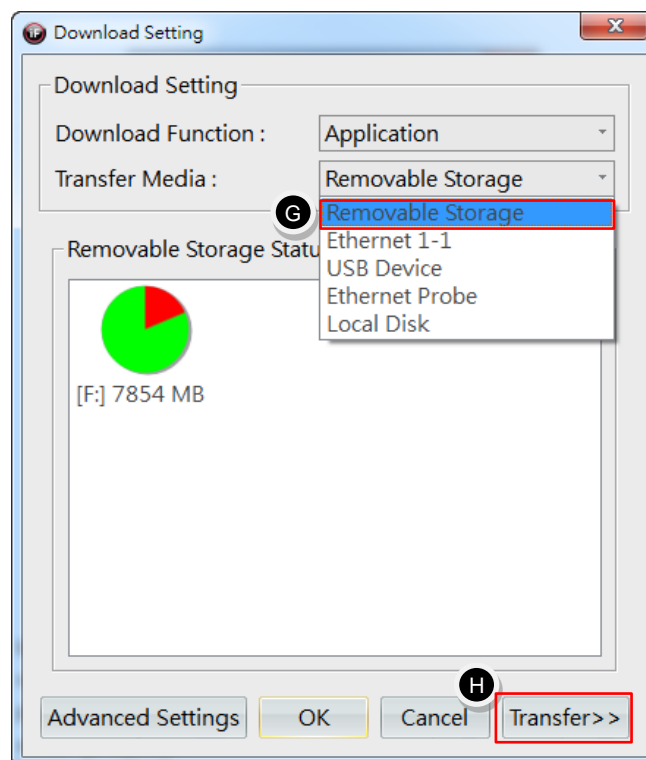 iF Download Setting
Download Setting
Download Function : Application
Transfer Media : Removable Storage
G Removable Storage
Ethernet 1-1
Removable Storage Statu
USB Device
Ethernet Probe
Local Disk
[F:] 7854 MB
H
Advanced Settings OK Cancel Transfer>>